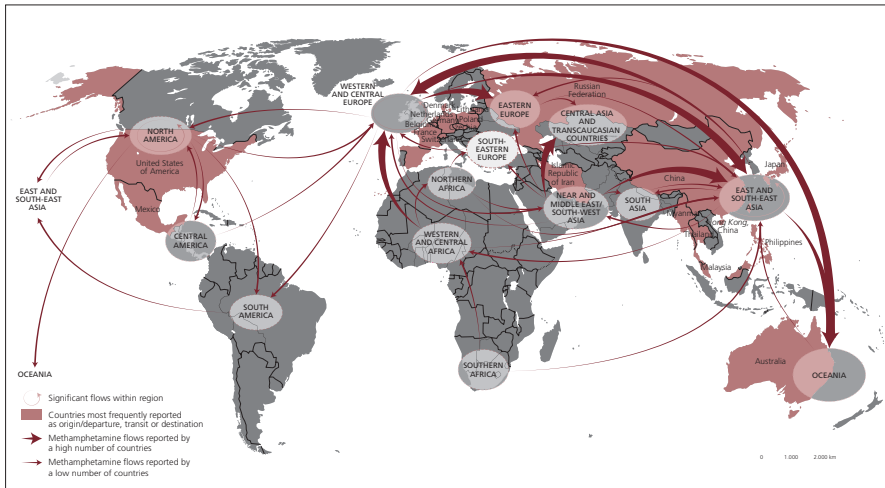 WESTERN
AND CENTRAL
EUROPE
NORTH
AMERICA
United States
of America
EAST AND
SOUTH-EAST
ASIA
Mexico
CENTRAL
AMERICA
SOUTH
AMERICA
OCEANIA
Denmark
Netherlands
Belgium
Germany
France
Lithuania
Poland
EASTERN
EUROPE
Russian
Federation
CENTRAL ASIA
AND
TRANSCAUCASIAN
COUNTRIES
SOUTH-
EASTERN
EUROPE
Islamic
Republic
of Iran
China
Japan
NORTHERN
AFRICA
NEAR AND
MIDDLE EAST/
SOUTH-WEST
ASIA
SOUTH
ASIA
EAST AND
SOUTH-EAST
ASIA
WESTERN
AND CENTRAL
AFRICA
Myanmar
Hong Kong,
China
Thailand
Philippines
Malaysia
SOUTHERN
AFRICA
Australia
OCEANIA
Significant flows within region
Countries most frequently reported
as origin/departure, transit or destination
Methamphetamine flows reported by
a high number of countries
Methamphetamine flows reported by
a low number of countries
0 1.000 2.000 km